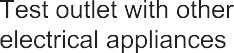 Test outlet with other
electrical appliances